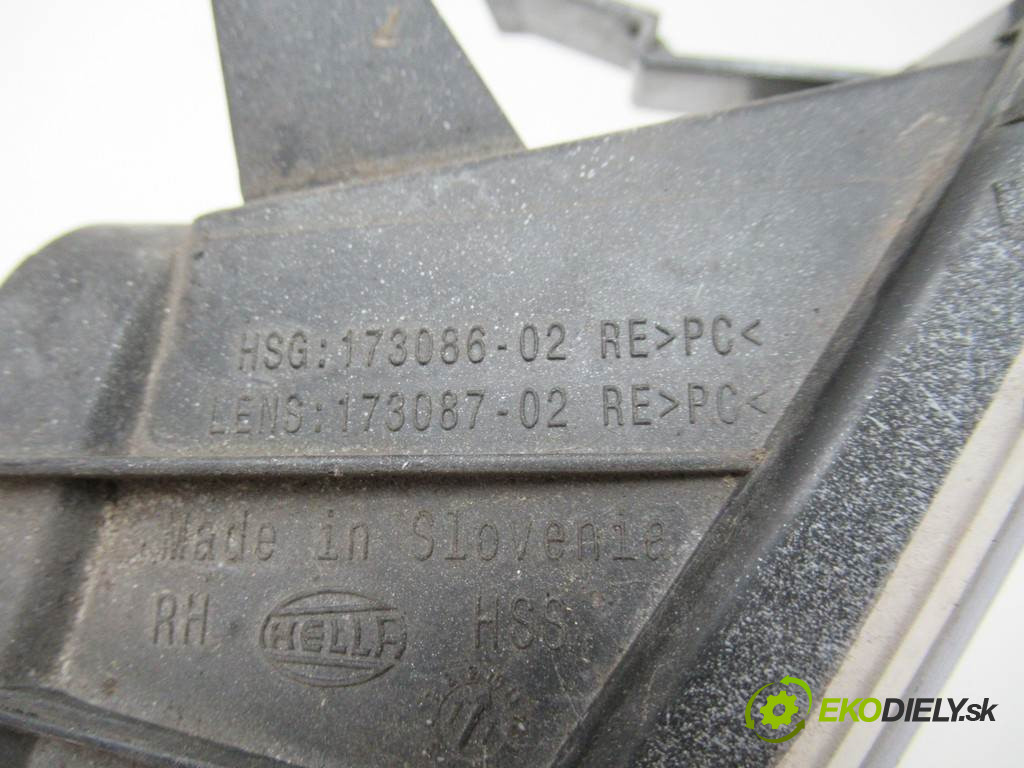 HSG:173086-02 RE>PC<
LENS:173087-02 RE>PC<
Made in Slovenia
RH HELLA HSS
EKODIELY.sk